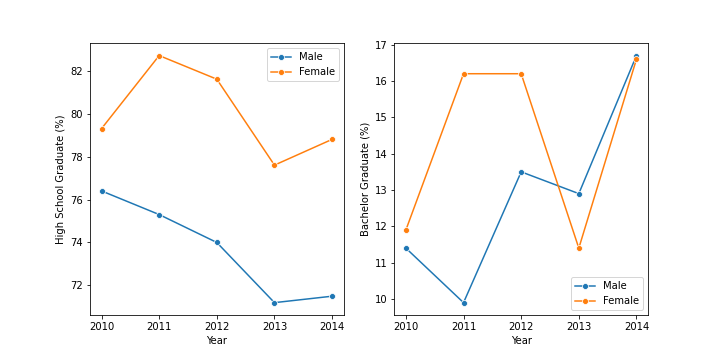 High School Graduate (%)
82
80
78
76
74
72
2010 2011 2012 2013 2014
Year
Male
Female
Bachelor Graduate (%)
17
16
15
14
13
12
11
10
2010 2011 2012 2013 2014
Year
Male
Female